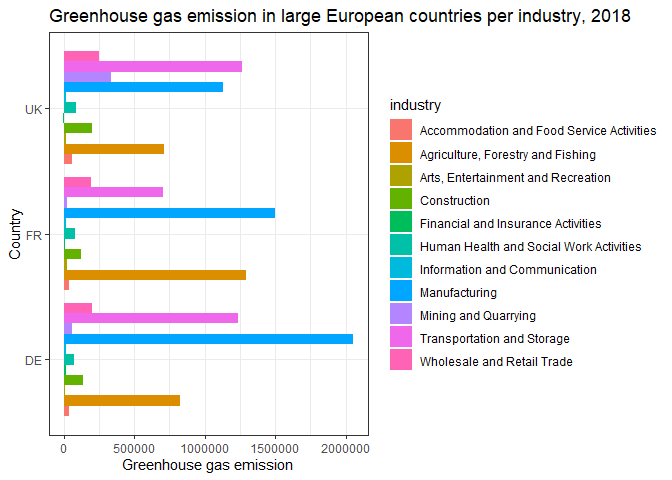 Greenhouse gas emission in large European countries per industry, 2018
UK
FR
DE
Country
0 500000 1000000 1500000 2000000
Greenhouse gas emission
industry
Accommodation and Food Service Activities
Agriculture, Forestry and Fishing
Arts, Entertainment and Recreation
Construction
Financial and Insurance Activities
Human Health and Social Work Activities
Information and Communication
Manufacturing
Mining and Quarrying
Transportation and Storage
Wholesale and Retail Trade